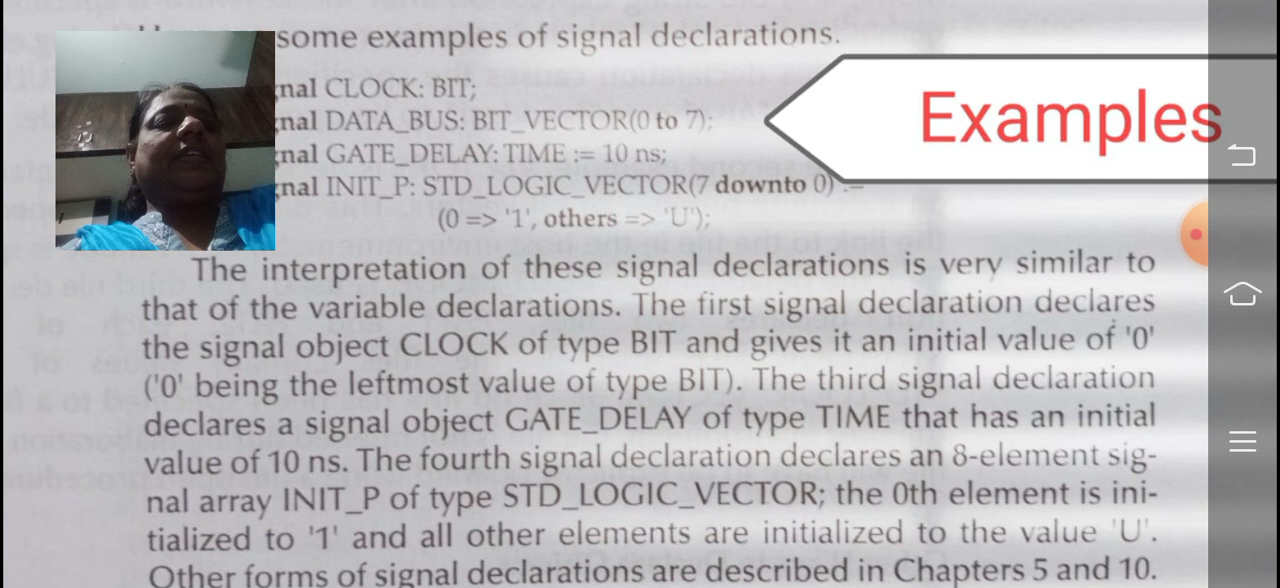 some examples of signal declarations.
nal CLOCK: BIT;
nal DATA_BUS: BIT_VECTOR(0 to 7);
nal GATE_DELAY: TIME := 10 ns;
nal INIT_P: STD_LOGIC_VECTOR(7 downto 0) :=
(0 => '1', others => 'U');
Examples
The interpretation of these signal declarations is very similar to
that of the variable declarations. The first signal declaration declares
the signal object CLOCK of type BIT and gives it an initial value of '0'
('0' being the leftmost value of type BIT). The third signal declaration
declares a signal object GATE_DELAY of type TIME that has an initial
value of 10 ns. The fourth signal declaration declares an 8-element sig-
nal array INIT_P of type STD_LOGIC_VECTOR; the 0th element is ini-
tialized to '1' and all other elements are initialized to the value 'U'.
Other forms of signal declarations are described in Chapters 5 and 10.